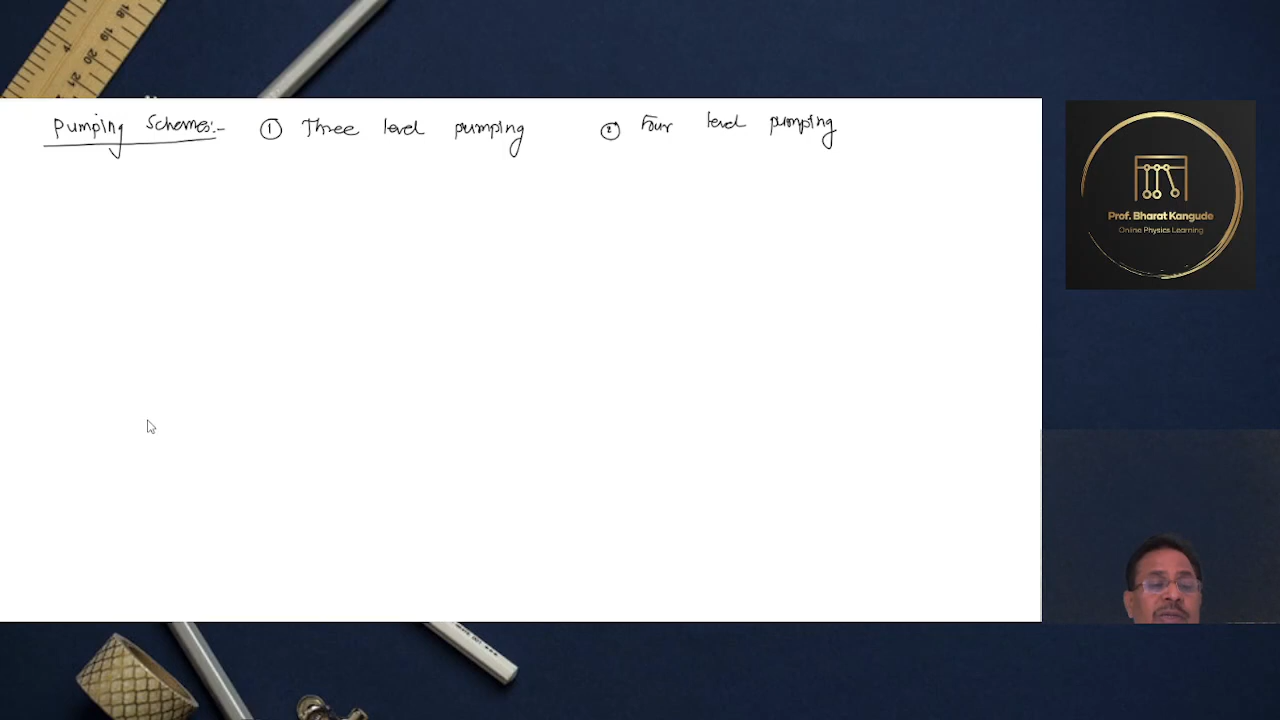 Pumping Schemes:- ① Three level pumping ② Four level pumping
Prof. Bharat Kangude
Online Physics Learning